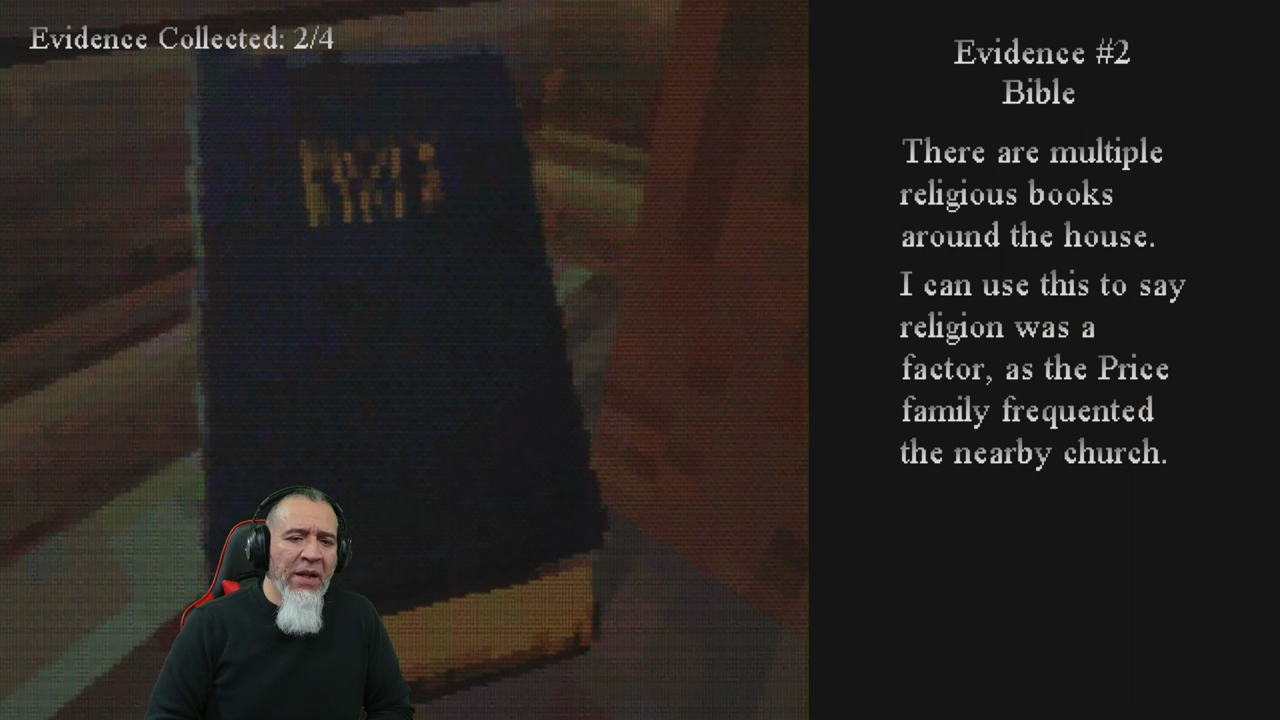 Evidence Collected: 2/4
Evidence #2
Bible
There are multiple
religious books
around the house.
I can use this to say
religion was a
factor, as the Price
family frequented
the nearby church.